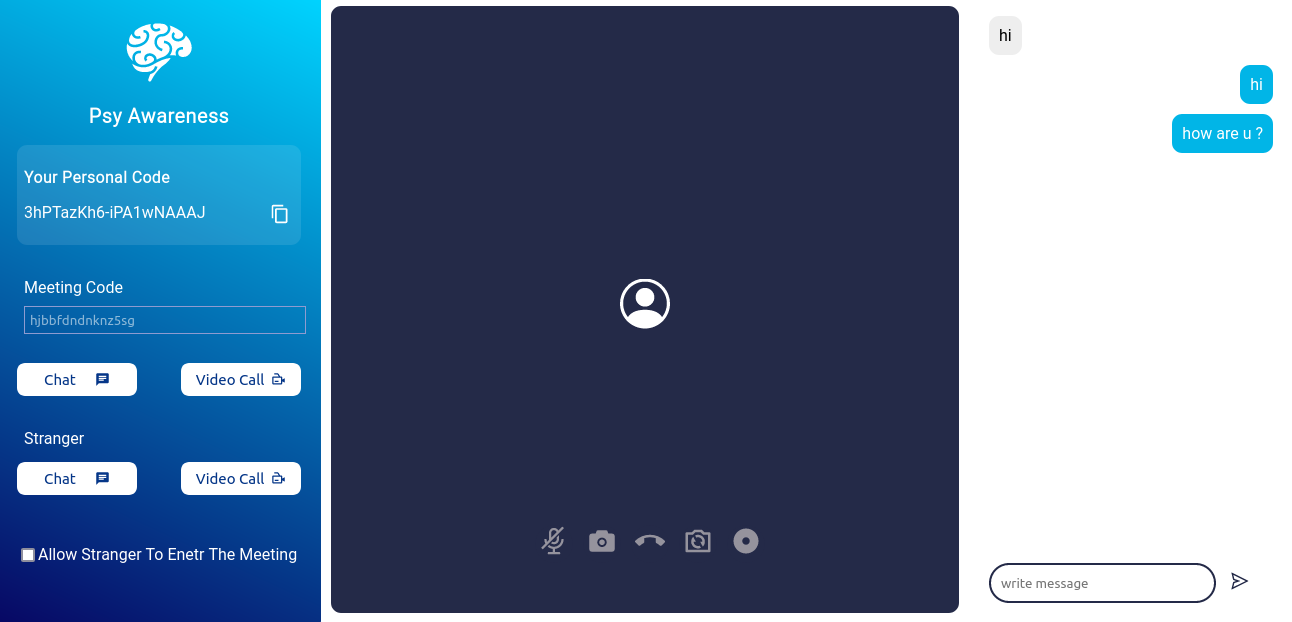 Psy Awareness
Your Personal Code
3hPTazKh6-iPA1wNAAAJ
Meeting Code
hjbbfdndnknz5sg
Chat
Video Call
Stranger
Chat
Video Call
Allow Stranger To Enetr The Meeting
hi
hi
how are u ?
write message